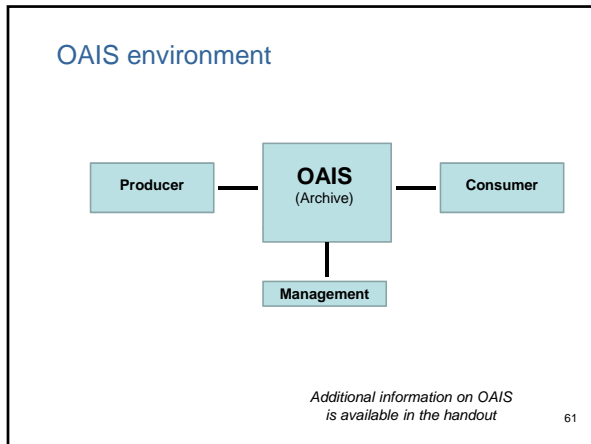 OAIS environment
Producer
OAIS
(Archive)
Consumer
Management
Additional information on OAIS
is available in the handout
61